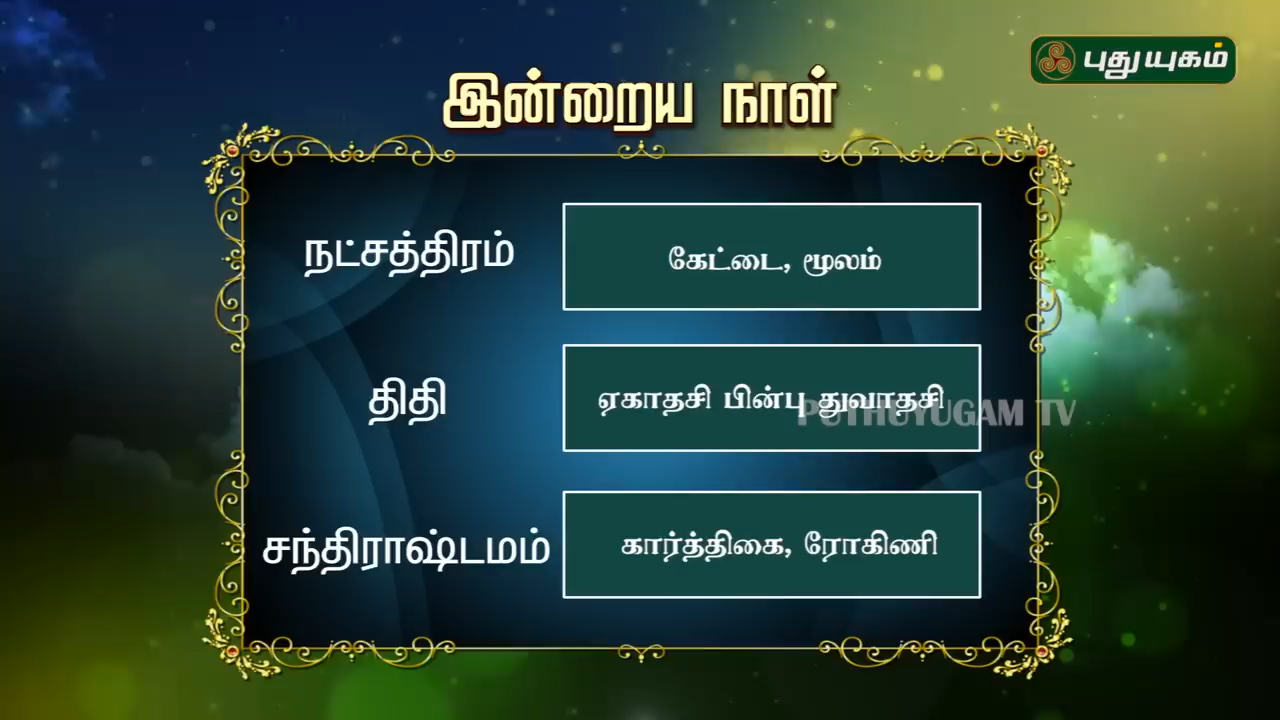 புதுயுகம்
இன்றைய நாள்
நட்சத்திரம்
கேட்டை, மூலம்
திதி
ஏகாதசி பின்பு துவாதசி
PUTHUYUGAM TV
சந்திராஷ்டமம்
கார்த்திகை, ரோகிணி